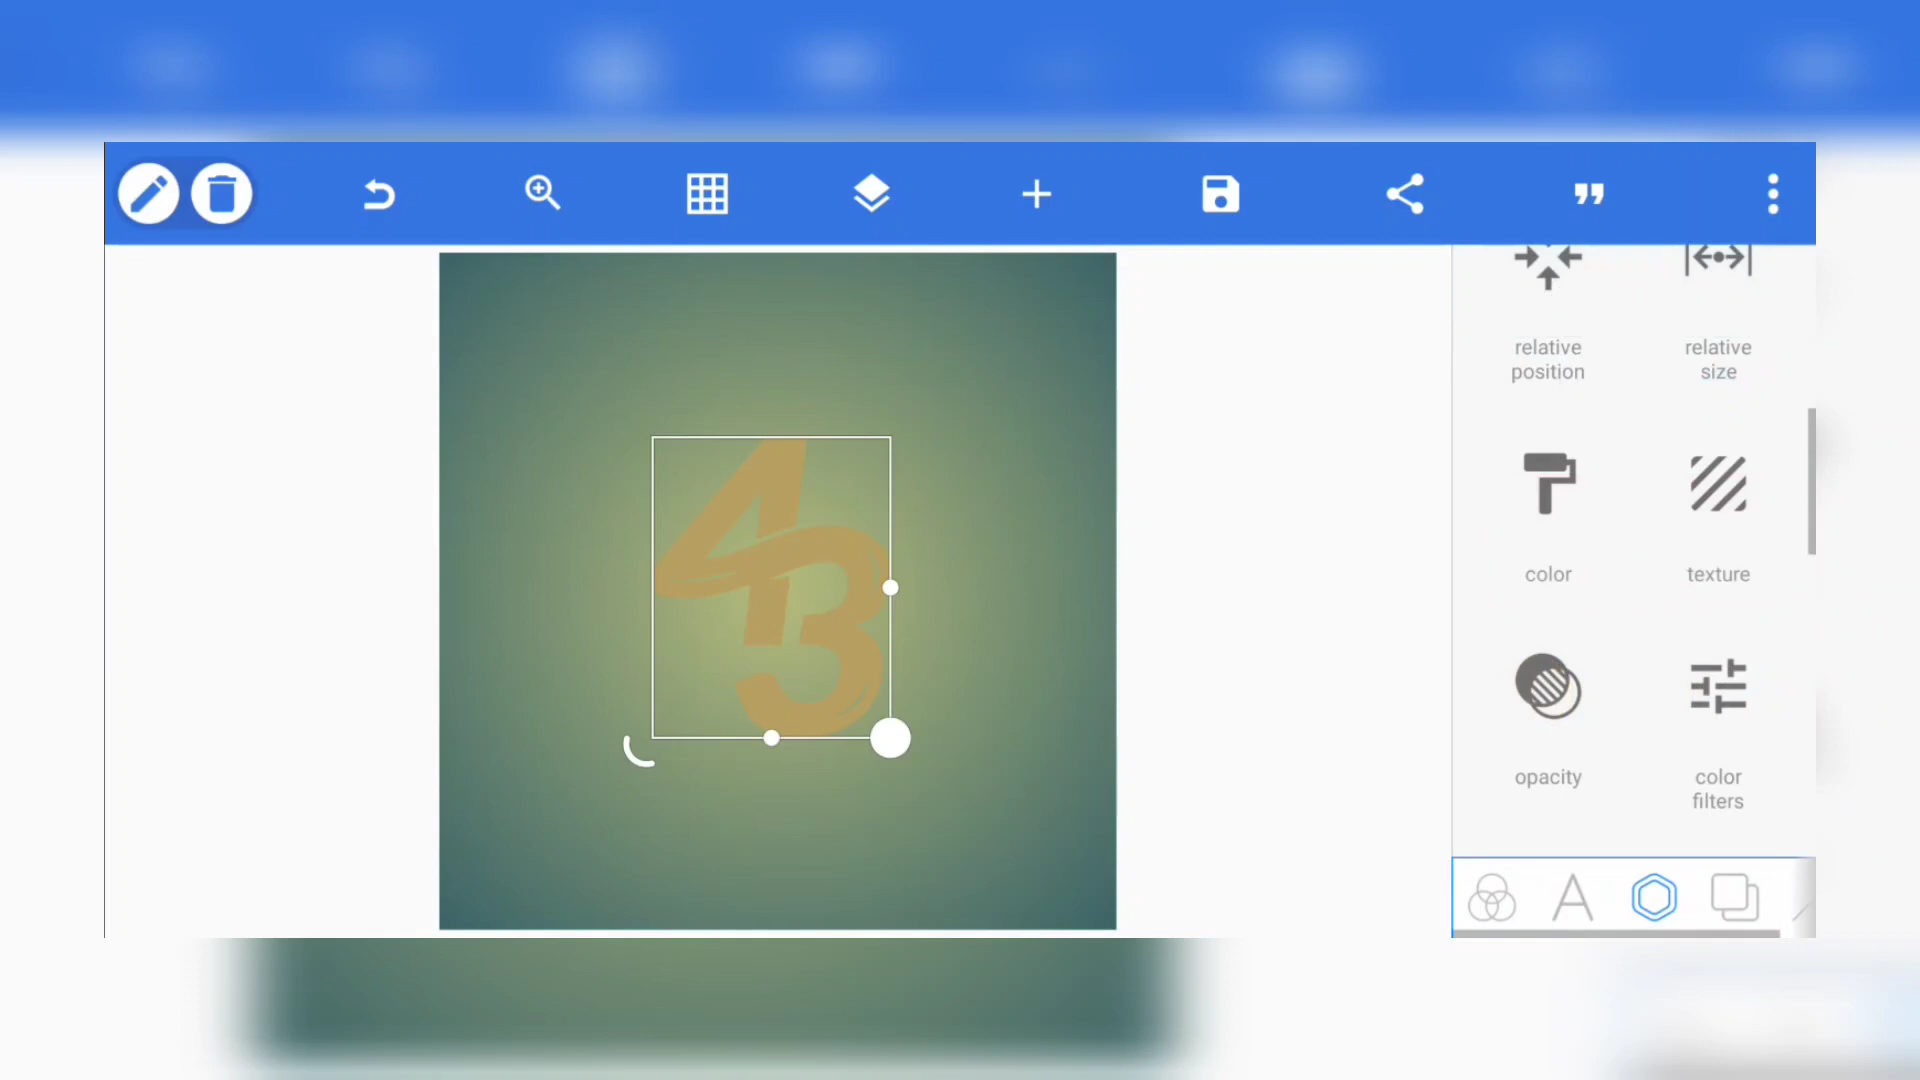 relative
position
relative
size
43
color
texture
opacity
color
filters
A